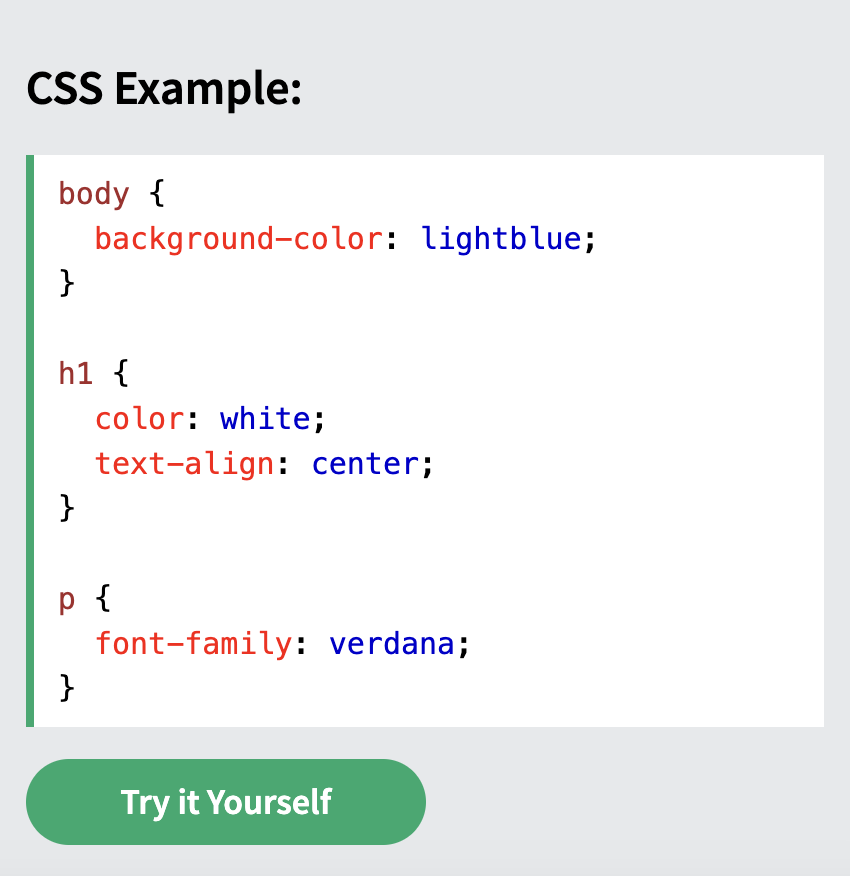 CSS Example:
body {
  background-color: lightblue;
}

h1 {
  color: white;
  text-align: center;
}

p {
  font-family: verdana;
}
Try it Yourself